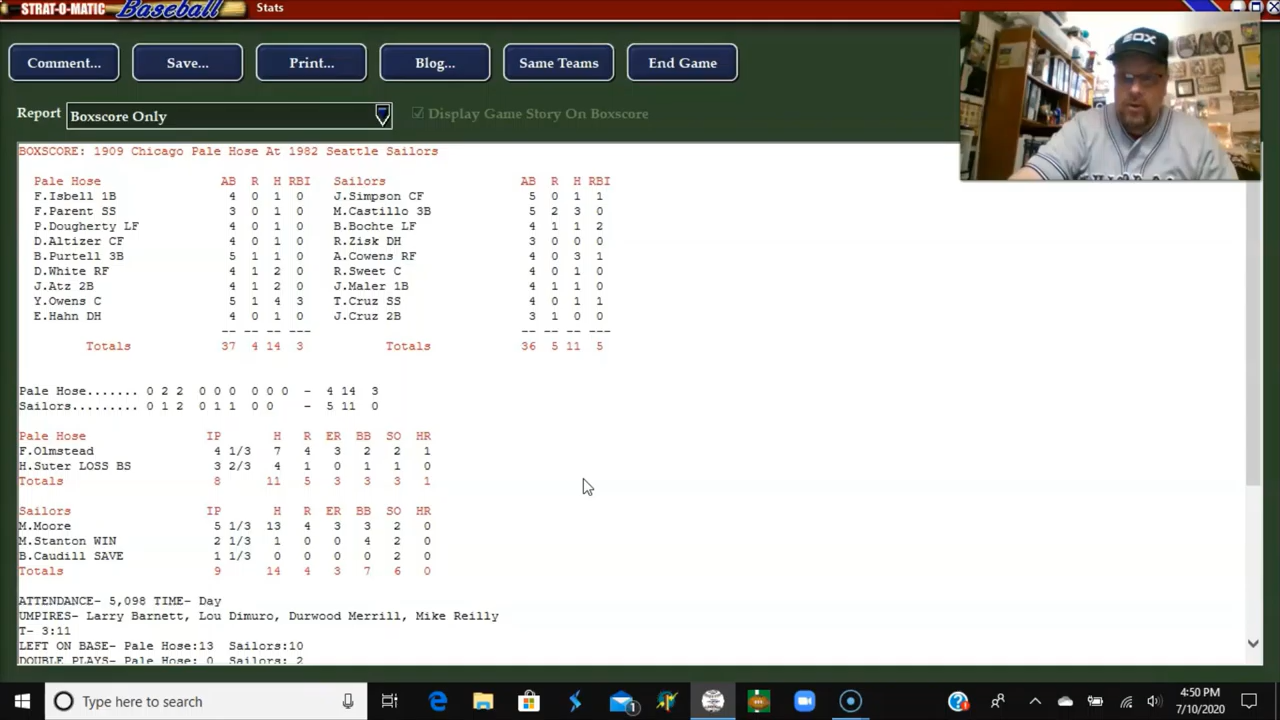 STRAT-O-MATIC Baseball Stats
Comment... Save... Print... Blog... Same Teams End Game
SOX
Report Boxscore Only Display Game Story On Boxscore
BOXSCORE: 1909 Chicago Pale Hose At 1982 Seattle Sailors
Pale Hose AB R H RBI Sailors AB R H RBI
F.Isbell 1B 4 0 1 0 J.Simpson CF 5 0 1 1
F.Parent SS 3 0 1 0 M.Castillo 3B 5 2 3 0
P.Dougherty LF 4 0 1 0 B.Bochte LF 4 1 1 2
D.Altizer CF 4 0 1 0 R.Zisk DH 3 0 0 0
B.Purtell 3B 5 1 1 0 A.Cowens RF 4 0 3 1
D.White RF 4 1 2 0 R.Sweet C 4 0 1 0
J.Atz 2B 4 1 2 0 J.Maler 1B 4 1 1 0
Y.Owens C 5 1 4 3 T.Cruz SS 4 0 1 1
E.Hahn DH 4 0 1 0 J.Cruz 2B 3 1 0 0
-- -- -- --- -- -- -- ---
Totals 37 4 14 3 Totals 36 5 11 5
Pale Hose....... 0 2 2 0 0 0 0 0 0 - 4 14 3
Sailors......... 0 1 2 0 1 1 0 0 - 5 11 0
Pale Hose IP H R ER BB SO HR
F.Olmstead 4 1/3 7 4 3 2 2 1
H.Suter LOSS BS 3 2/3 4 1 0 1 1 0
Totals 8 11 5 3 3 3 1
Sailors IP H R ER BB SO HR
M.Moore 5 1/3 13 4 3 3 2 0
M.Stanton WIN 2 1/3 1 0 0 4 2 0
B.Caudill SAVE 1 1/3 0 0 0 0 2 0
Totals 9 14 4 3 7 6 0
ATTENDANCE- 5,098 TIME- Day
UMPIRES- Larry Barnett, Lou Dimuro, Durwood Merrill, Mike Reilly
T- 3:11
LEFT ON BASE- Pale Hose:13 Sailors:10
DOUBLE PLAYS- Pale Hose: 0 Sailors: 2
Type here to search
1
4:50 PM
7/10/2020